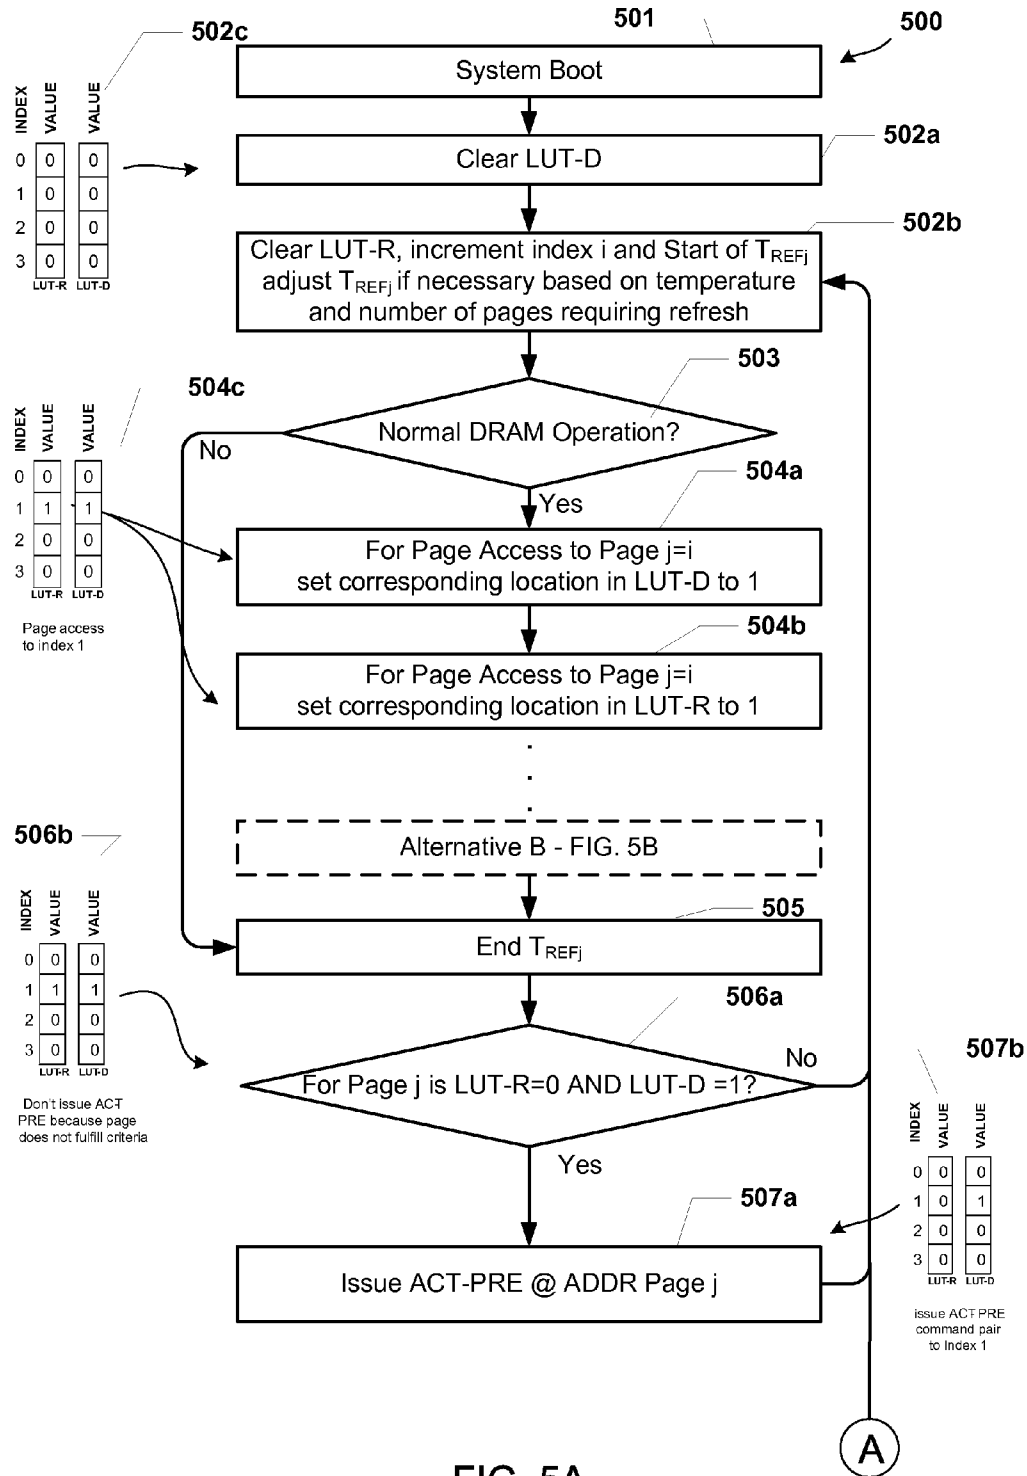 501
500
502c
System Boot
INDEX
VALUE
VALUE
502a
Clear LUT-D
0 0 0
1 0 0
2 0 0
3 0 0
LUT-R LUT-D
502b
Clear LUT-R, increment index i and Start of TREFj
adjust TREFj if necessary based on temperature
and number of pages requiring refresh
503
504c
Normal DRAM Operation?
No
Yes
INDEX
VALUE
VALUE
0 0 0
1 1 1
2 0 0
3 0 0
LUT-R LUT-D
Page access
to index 1
504a
For Page Access to Page j=i
set corresponding location in LUT-D to 1
504b
For Page Access to Page j=i
set corresponding location in LUT-R to 1
506b
Alternative B - FIG. 5B
505
End TREFj
INDEX
VALUE
VALUE
0 0 0
1 1 1
2 0 0
3 0 0
LUT-R LUT-D
Don't issue ACT
PRE because page
does not fulfill criteria
506a
For Page j is LUT-R=0 AND LUT-D =1?
No
Yes
507b
INDEX
VALUE
VALUE
0 0 0
1 0 1
2 0 0
3 0 0
LUT-R LUT-D
issue ACT-PRE
command pair
to Index 1
507a
Issue ACT-PRE @ ADDR Page j
A
FIG. 5A